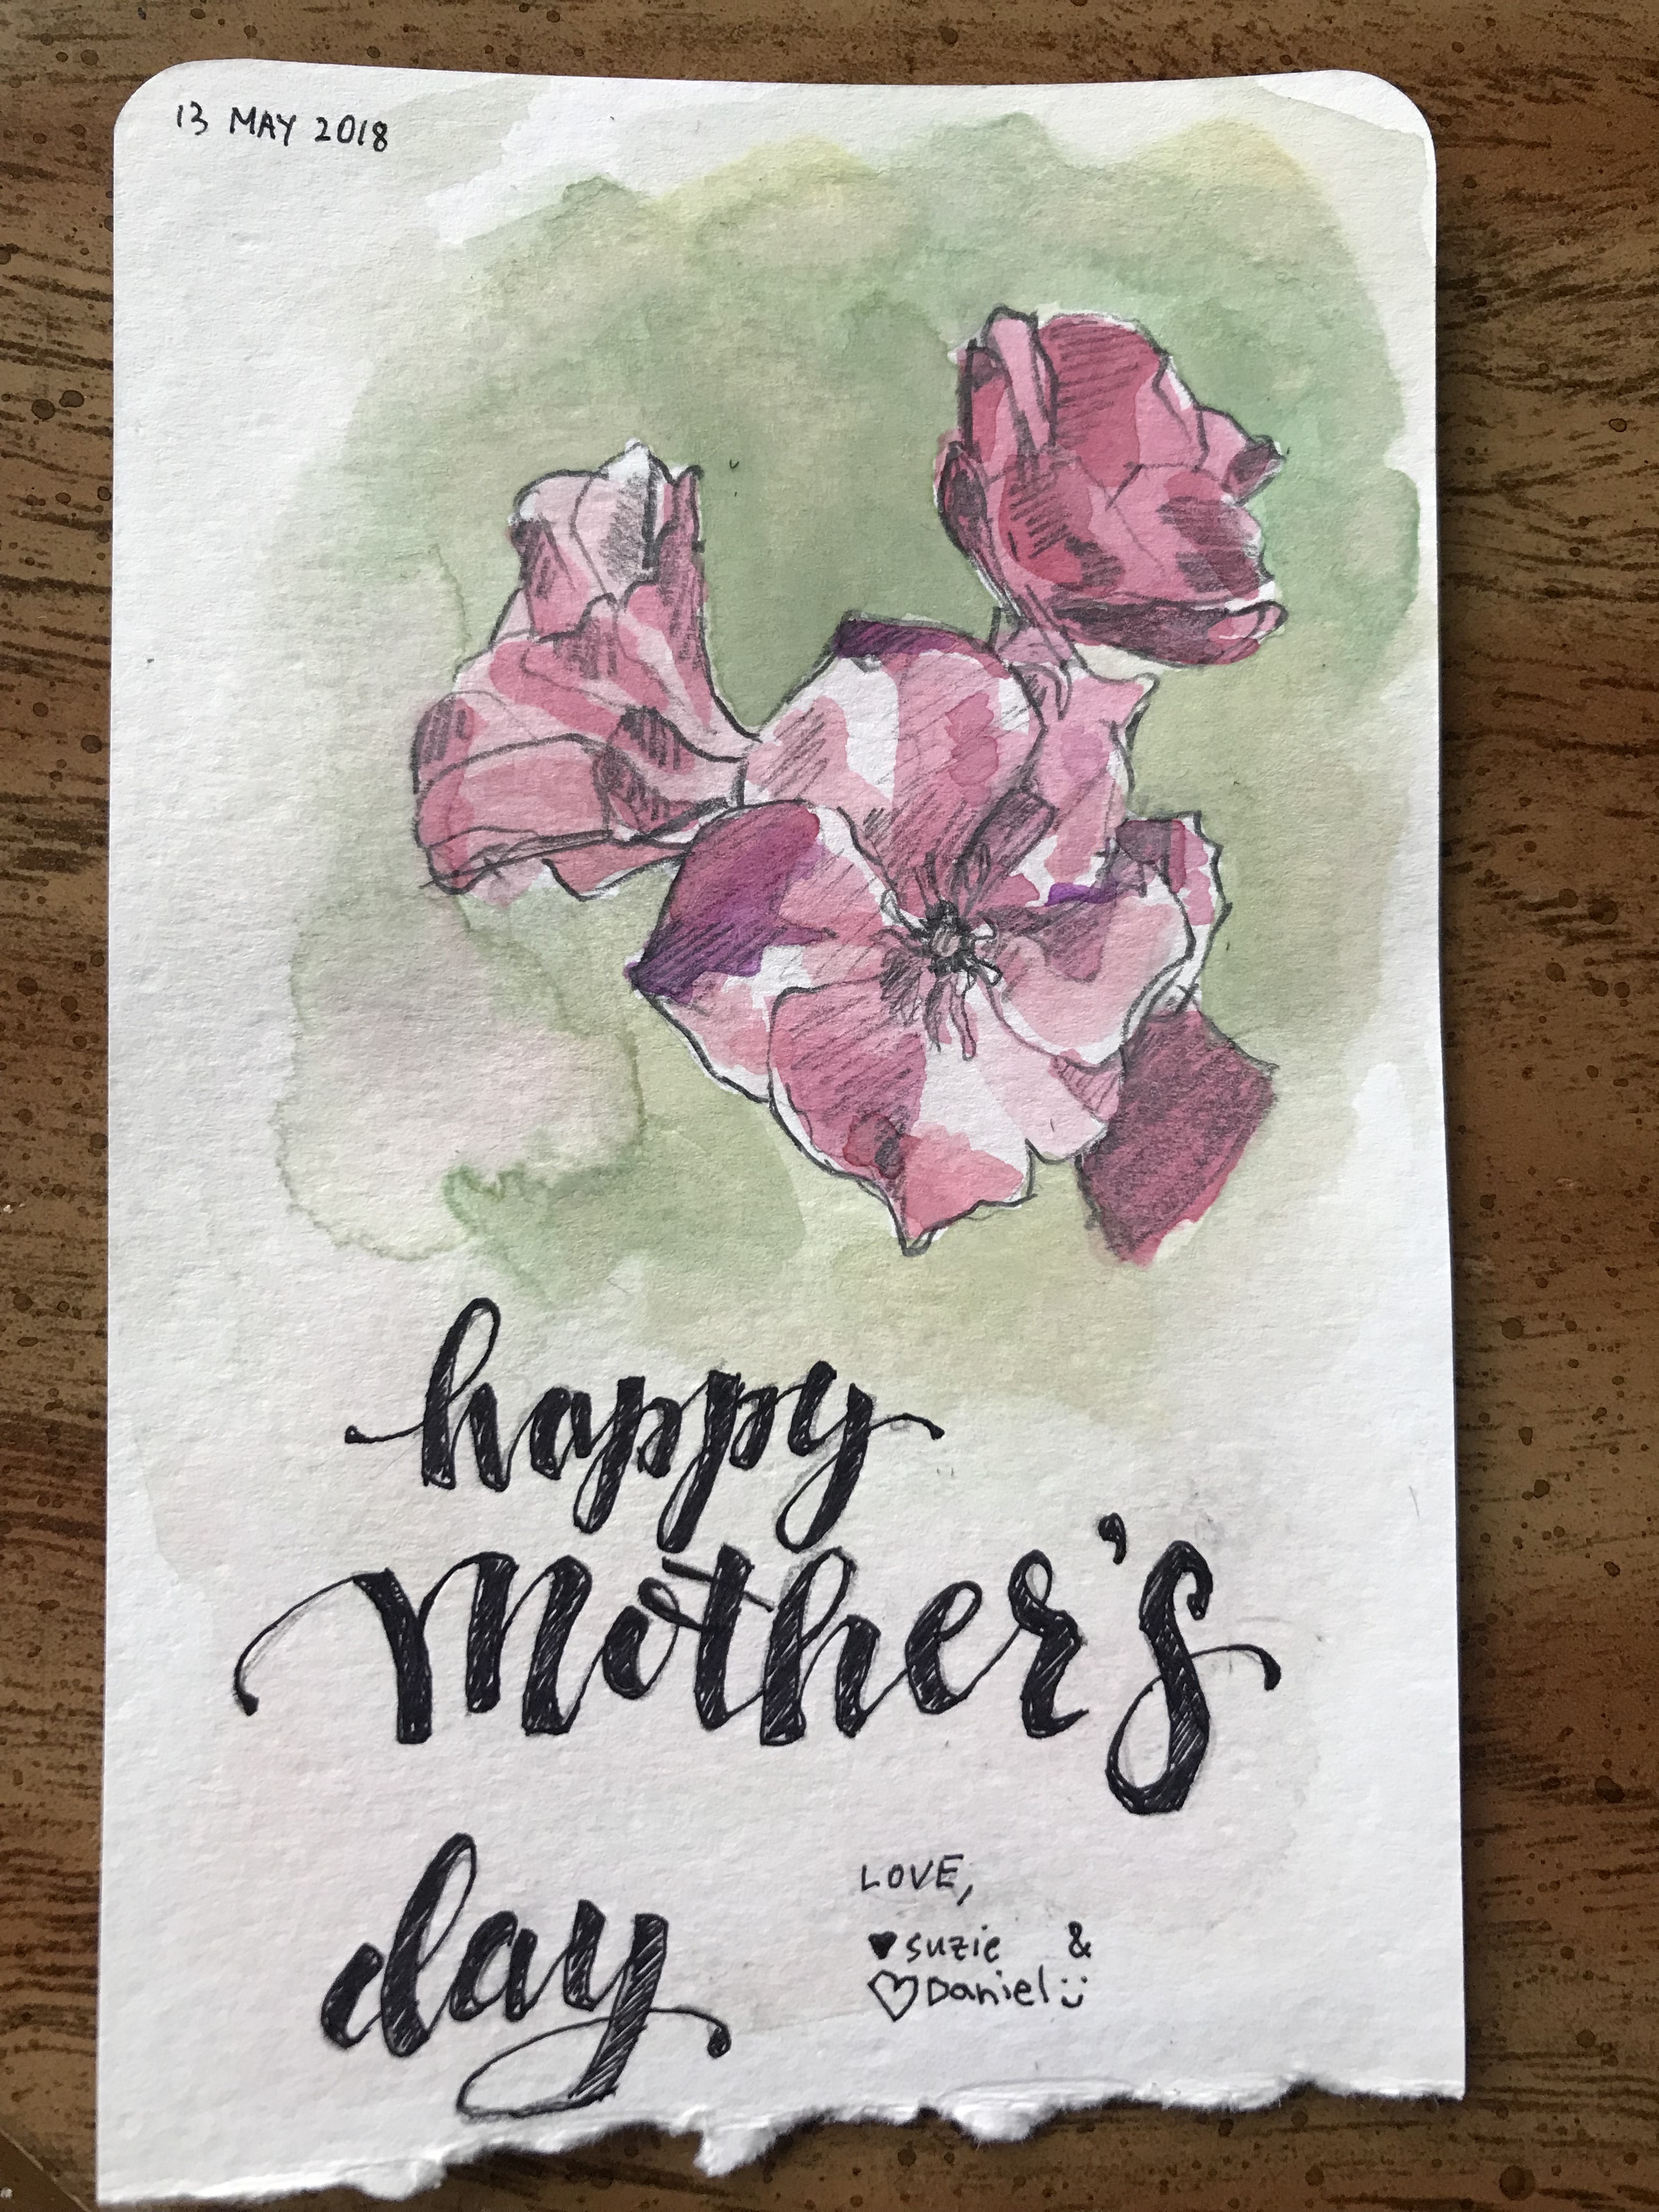 13 MAY 2018
happy
mother's
day
LOVE,
♥suzie &
♡Daniel :)